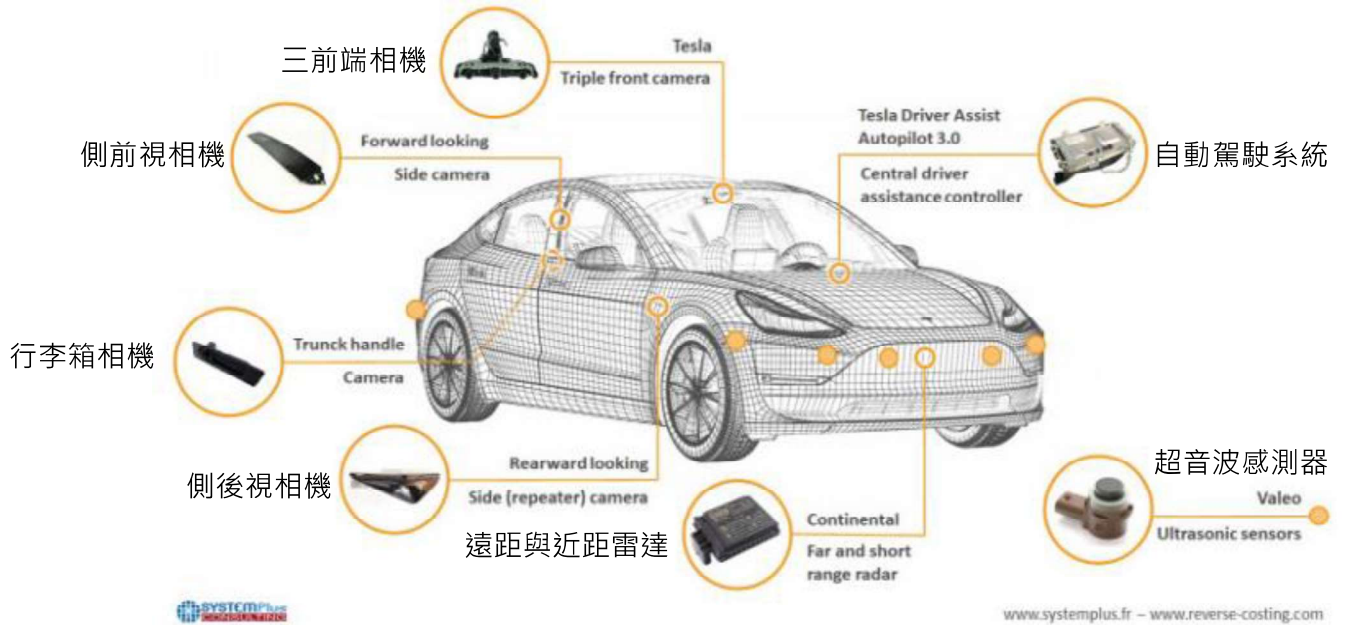 三前端相機
Tesla
Triple front camera
側前視相機
Forward looking
Side camera
Tesla Driver Assist
Autopilot 3.0
Central driver
assistance controller
自動駕駛系統
行李箱相機
Trunck handle
Camera
側後視相機
Rearward looking
Side (repeater) camera
遠距與近距雷達
Continental
Far and short
range radar
超音波感測器
Valeo
Ultrasonic sensors
SYSTEMPlus
CONSULTING
www.systemplus.fr – www.reverse-costing.com